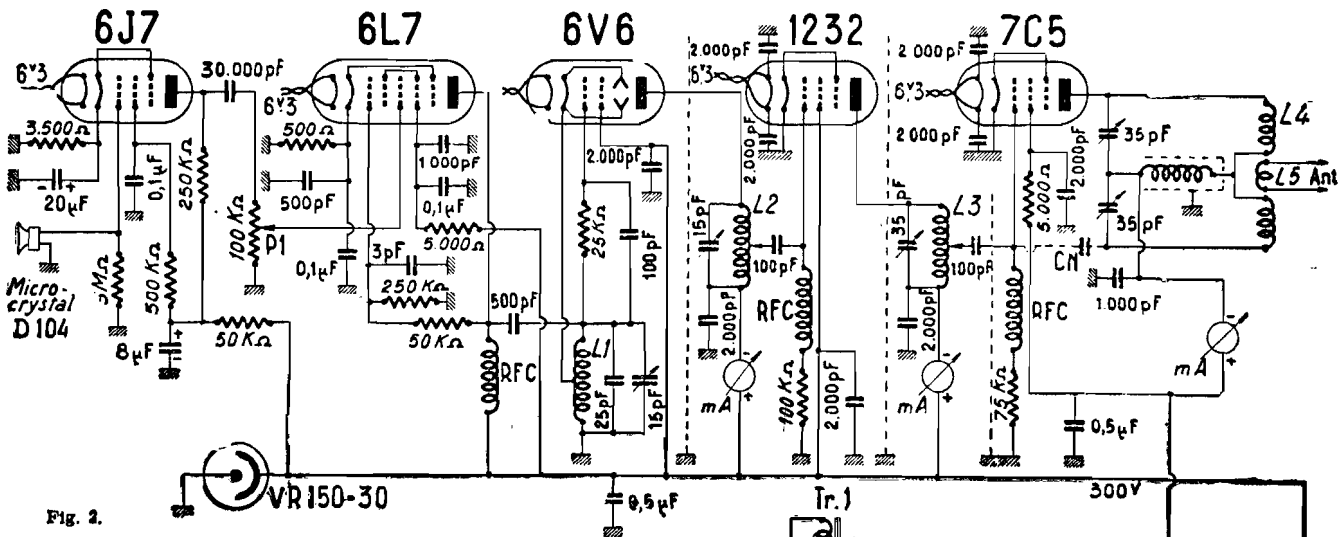 6J7
6L7
6V6
1232
7C5
6V3
30.000pF
3.500Ω
20µF
0,1µF
250KΩ
100KΩ
P1
Micro-
crystal
D104
500KΩ
8µF
50KΩ
6V3
500Ω
500pF
0,1µF
1000pF
0,1µF
5.000Ω
3pF
250KΩ
50KΩ
500pF
RFC
2.000pF
25KΩ
100pF
L1
25pF
15pF
2.000pF
6V3
2.000pF
15pF
L2
100pF
2.000pF
RFC
mA
- +
100KΩ
2.000pF
2 000pF
6V3
2 000pF
35pF
L3
100pF
2.000pF
RFC
mA
- +
75KΩ
5.000Ω
2.000pF
CN
35pF
35pF
L4
L5 Ant
1.000pF
mA
- +
0,5µF
300V
VR150-30
0,5µF
Tr.1
Fig. 2.